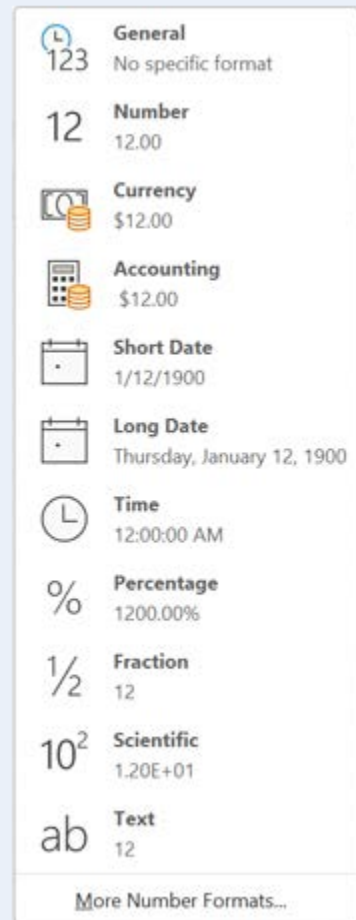 General
123 No specific format
Number
12 12.00
Currency
$12.00
Accounting
$12.00
Short Date
1/12/1900
Long Date
Thursday, January 12, 1900
Time
12:00:00 AM
Percentage
% 1200.00%
Fraction
½ 12
Scientific
10² 1.20E+01
Text
ab 12
More Number Formats...